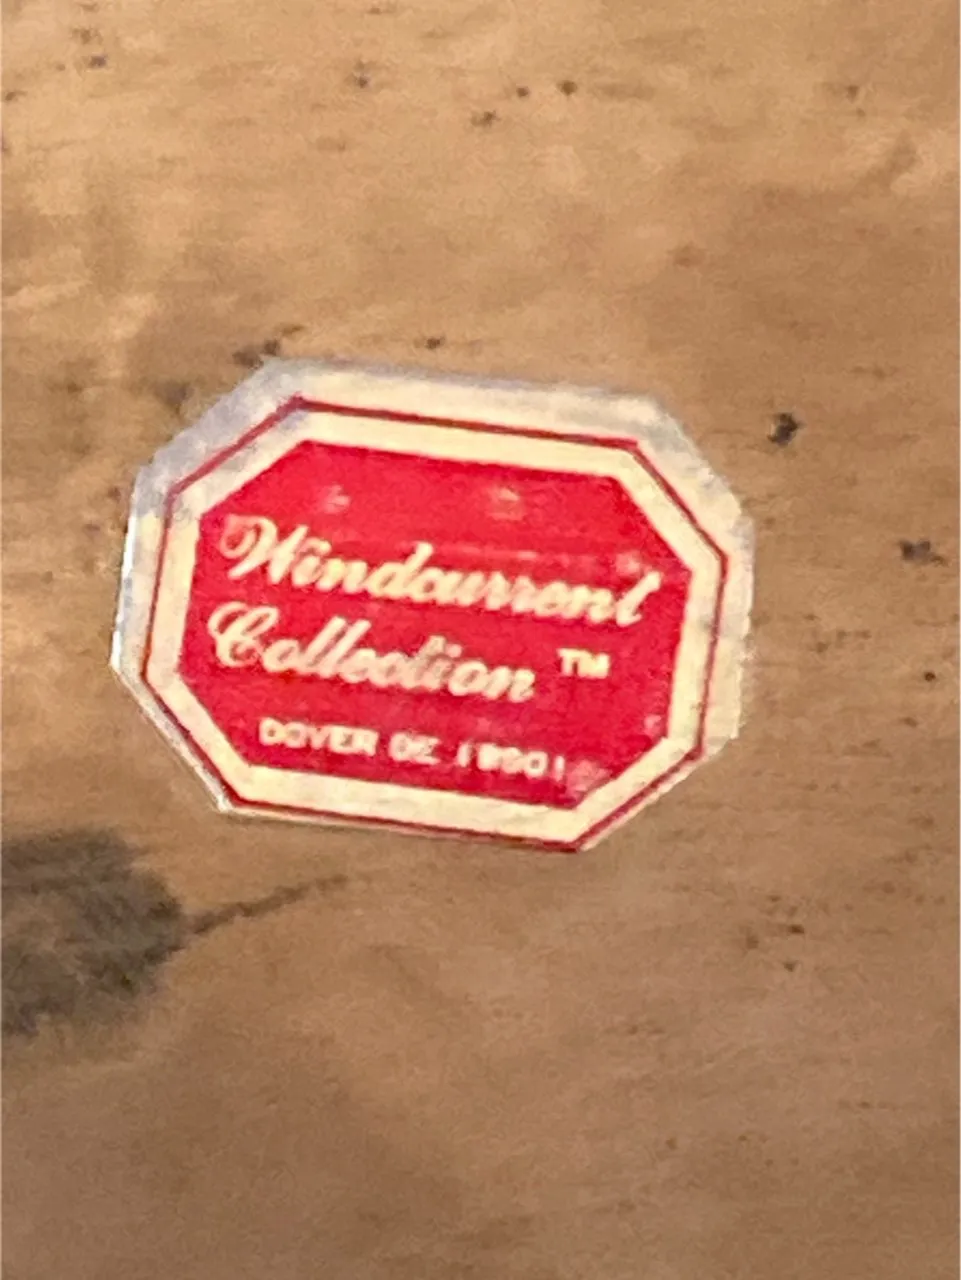 Windcurrent
Collection ™
DOVER DE 19901